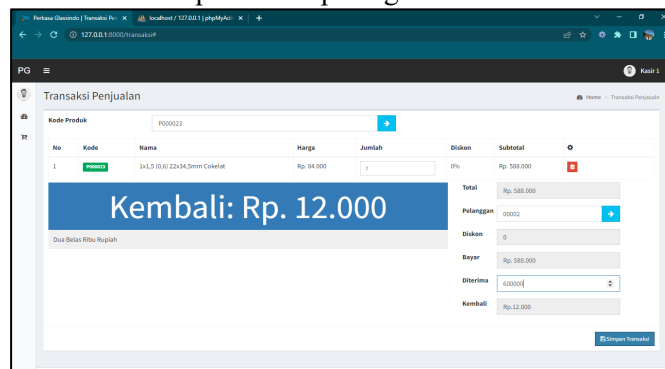 Perkasa Glassindo | Transaksi Pen
localhost / 127.0.0.1 | phpMyAdm
127.0.0.1:8000/transaksi#
PG
Kasir 1
Transaksi Penjualan
Home
Transaksi Penjualan
Kode Produk
P000023
No Kode Nama Harga Jumlah Diskon Subtotal
1 P000023 1x1,5 (0,6) 22x34,5mm Cokelat Rp. 84.000 7 0% Rp. 588.000
Kembali: Rp. 12.000
Dua Belas Ribu Rupiah
Total Rp. 588.000
Pelanggan 00002
Diskon 0
Bayar Rp. 588.000
Diterima 600000
Kembali Rp.12.000
Simpan Transaksi